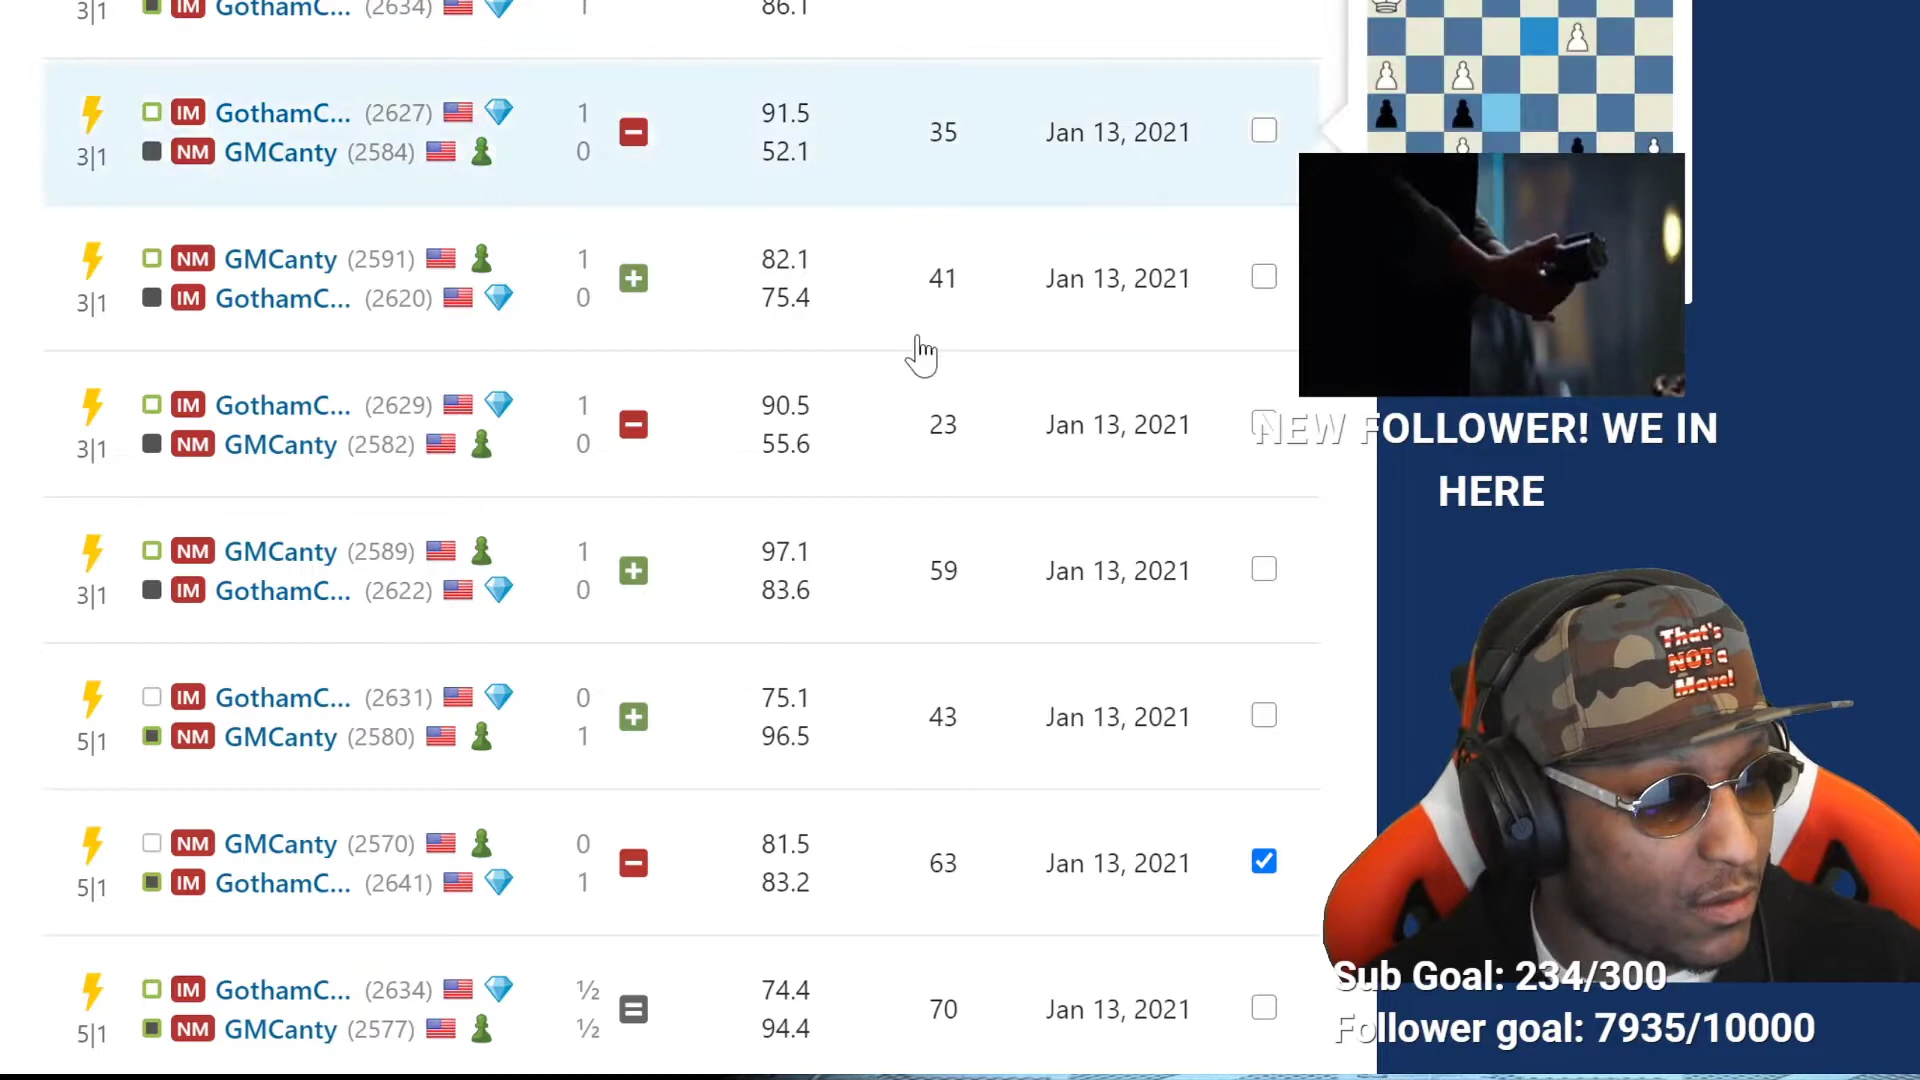 3|1 IM GothamC... (2634) 1 86.1
IM GothamC... (2627) 1 91.5
3|1 NM GMCanty (2584) 0 52.1 35 Jan 13, 2021
NM GMCanty (2591) 1 82.1
3|1 IM GothamC... (2620) 0 75.4 41 Jan 13, 2021
IM GothamC... (2629) 1 90.5
3|1 NM GMCanty (2582) 0 55.6 23 Jan 13, 2021
NM GMCanty (2589) 1 97.1
3|1 IM GothamC... (2622) 0 83.6 59 Jan 13, 2021
IM GothamC... (2631) 0 75.1
5|1 NM GMCanty (2580) 1 96.5 43 Jan 13, 2021
NM GMCanty (2570) 0 81.5
5|1 IM GothamC... (2641) 1 83.2 63 Jan 13, 2021
IM GothamC... (2634) ½ 74.4
5|1 NM GMCanty (2577) ½ 94.4 70 Jan 13, 2021
NEW FOLLOWER! WE IN
HERE
That's
NOT a
Move!
Sub Goal: 234/300
Follower goal: 7935/10000